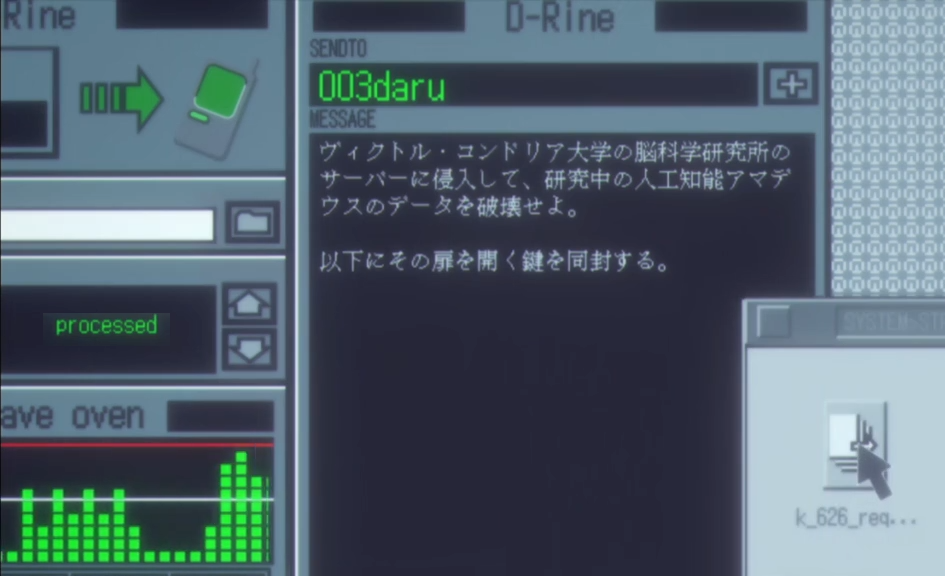 Rine
D-Rine
SENDTO
003daru
MESSAGE
ヴィクトル・コンドリア大学の脳科学研究所の
サーバーに侵入して、研究中の人工知能アマデ
ウスのデータを破壊せよ。
以下にその扉を開く鍵を同封する。
processed
ave oven
k_626_req...